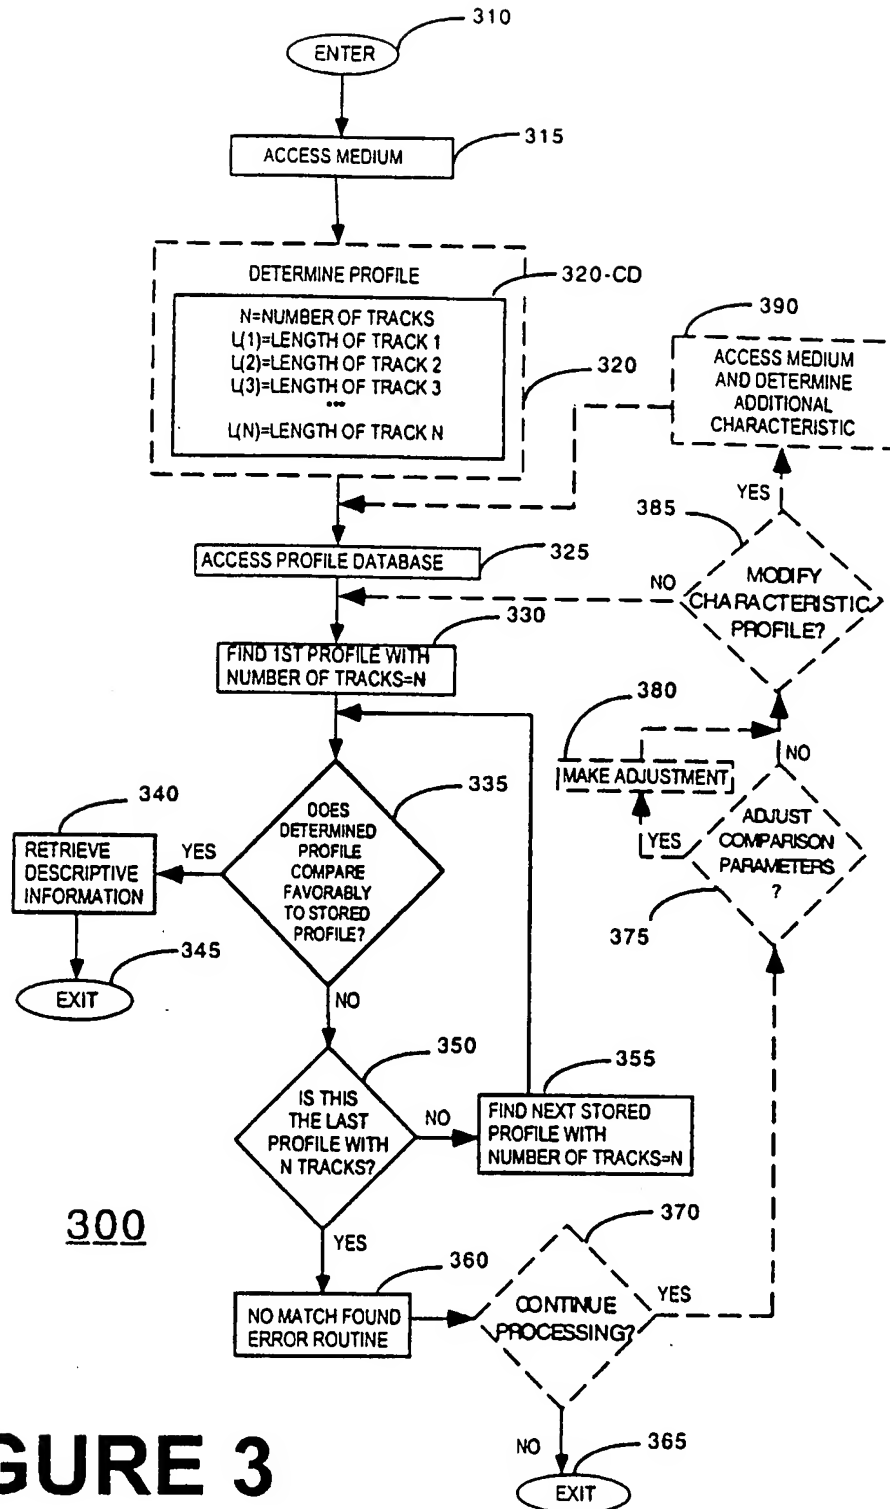 310
ENTER
315
ACCESS MEDIUM
DETERMINE PROFILE
320-CD
N=NUMBER OF TRACKS
L(1)=LENGTH OF TRACK 1
L(2)=LENGTH OF TRACK 2
L(3)=LENGTH OF TRACK 3
...
L(N)=LENGTH OF TRACK N
320
390
ACCESS MEDIUM
AND DETERMINE
ADDITIONAL
CHARACTERISTIC
YES
385
ACCESS PROFILE DATABASE
325
NO
MODIFY
CHARACTERISTIC
PROFILE?
330
FIND 1ST PROFILE WITH
NUMBER OF TRACKS=N
380
MAKE ADJUSTMENT
NO
YES
ADJUST
COMPARISON
PARAMETERS
?
375
335
DOES
DETERMINED
PROFILE
COMPARE
FAVORABLY
TO STORED
PROFILE?
340
YES
RETRIEVE
DESCRIPTIVE
INFORMATION
345
EXIT
NO
350
IS THIS
THE LAST
PROFILE WITH
N TRACKS?
NO
355
FIND NEXT STORED
PROFILE WITH
NUMBER OF TRACKS=N
300
YES
360
NO MATCH FOUND
ERROR ROUTINE
370
CONTINUE
PROCESSING?
YES
NO
365
EXIT
GURE 3